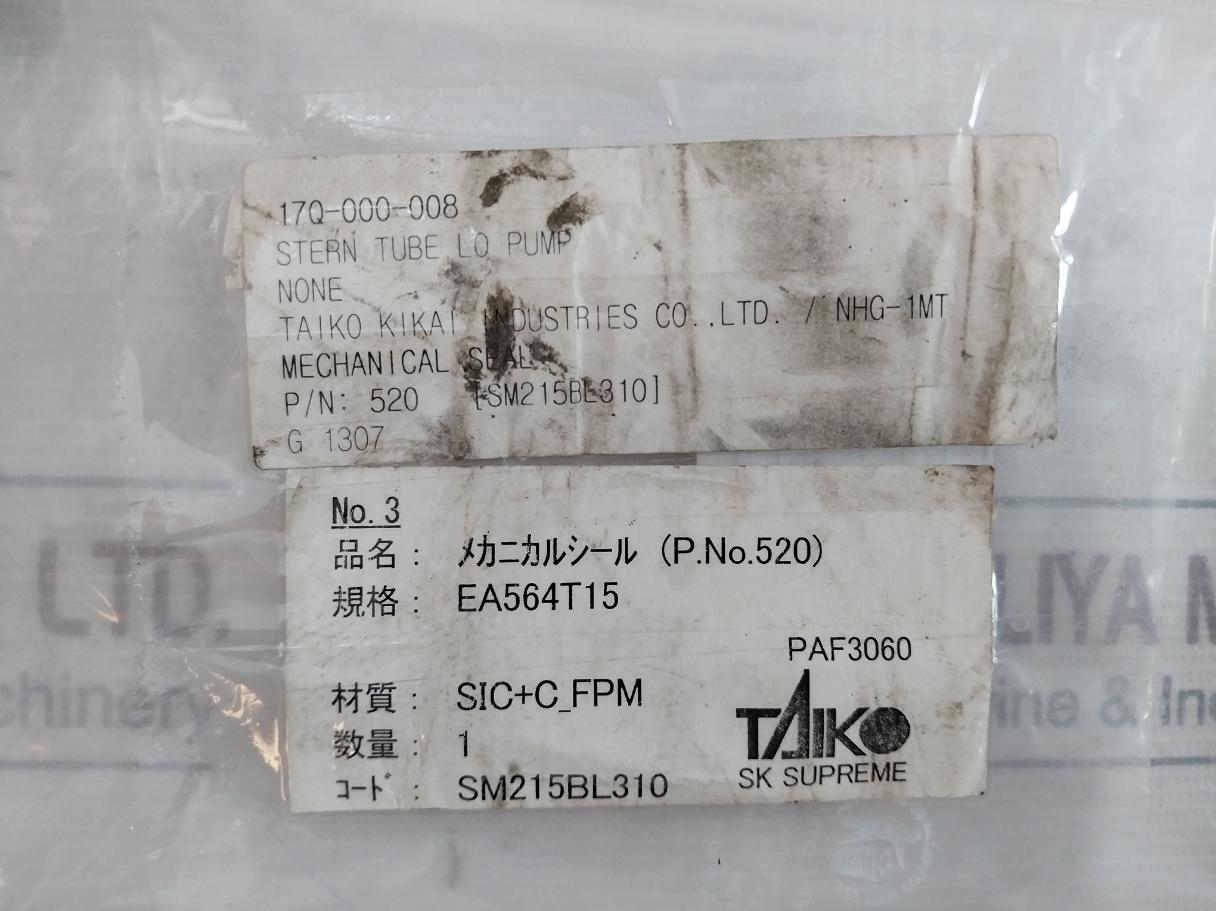 17Q-000-008
STERN TUBE LO PUMP
NONE
TAIKO KIKAI INDUSTRIES CO.,LTD. / NHG-1MT
MECHANICAL SEAL
P/N: 520 [SM215BL310]
G 1307
No. 3
品名 : メカニカルシール (P.No.520)
規格 : EA564T15
PAF3060
材質 : SIC+C_FPM
数量 : 1
TAIKO
SK SUPREME
コード : SM215BL310
LTD.
LIYA M
chinery
ine & Ind